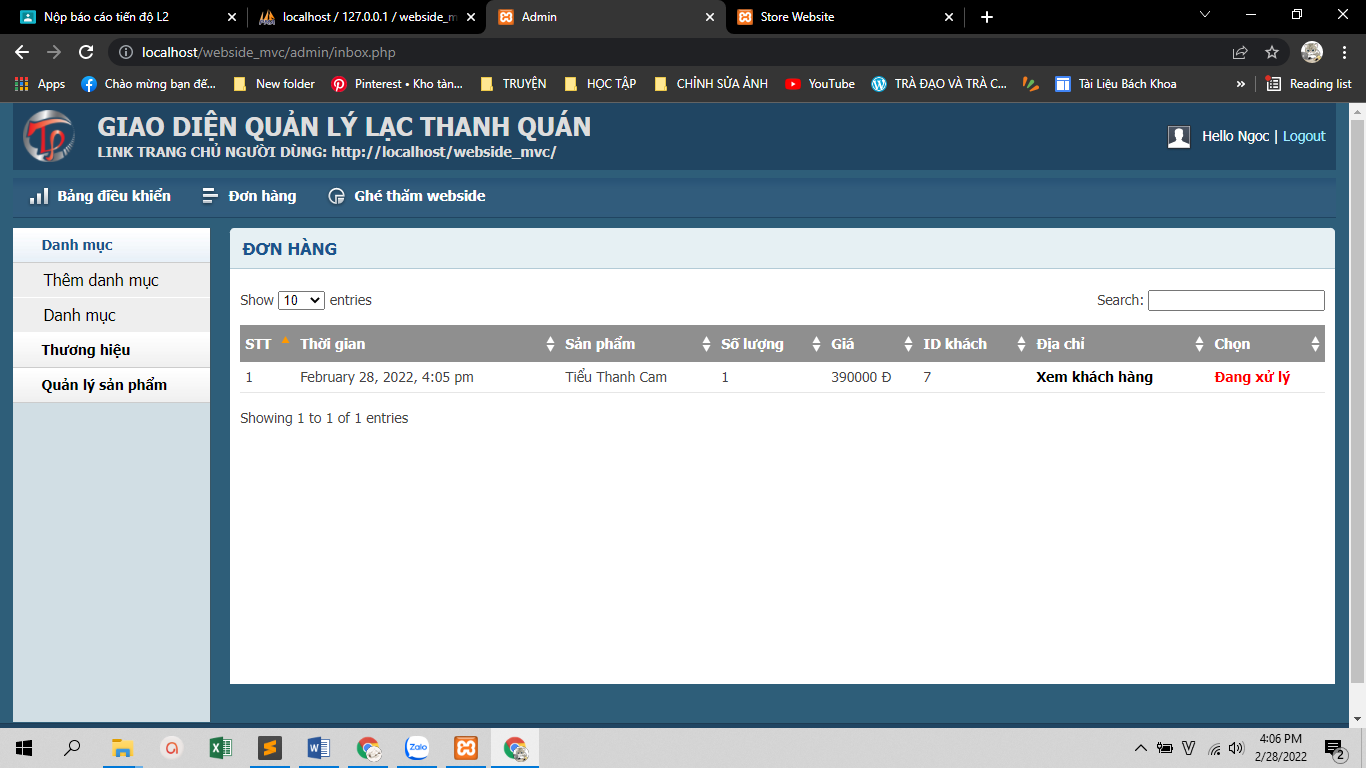 Nộp báo cáo tiến độ L2
localhost / 127.0.0.1 / webside_m
Admin
Store Website
localhost/webside_mvc/admin/inbox.php
Apps
Chào mừng bạn đế...
New folder
Pinterest • Kho tàn...
TRUYỆN
HỌC TẬP
CHỈNH SỬA ẢNH
YouTube
TRÀ ĐẠO VÀ TRÀ C...
Tài Liệu Bách Khoa
»
Reading list
GIAO DIỆN QUẢN LÝ LẠC THANH QUÁN
LINK TRANG CHỦ NGƯỜI DÙNG: http://localhost/webside_mvc/
Hello Ngoc | Logout
Bảng điều khiển
Đơn hàng
Ghé thăm webside
Danh mục
Thêm danh mục
Danh mục
Thương hiệu
Quản lý sản phẩm
ĐƠN HÀNG
Show 10 entries
Search:
STT Thời gian Sản phẩm Số lượng Giá ID khách Địa chỉ Chọn
1 February 28, 2022, 4:05 pm Tiểu Thanh Cam 1 390000 Đ 7 Xem khách hàng Đang xử lý
Showing 1 to 1 of 1 entries
Zalo
4:06 PM
2/28/2022
2